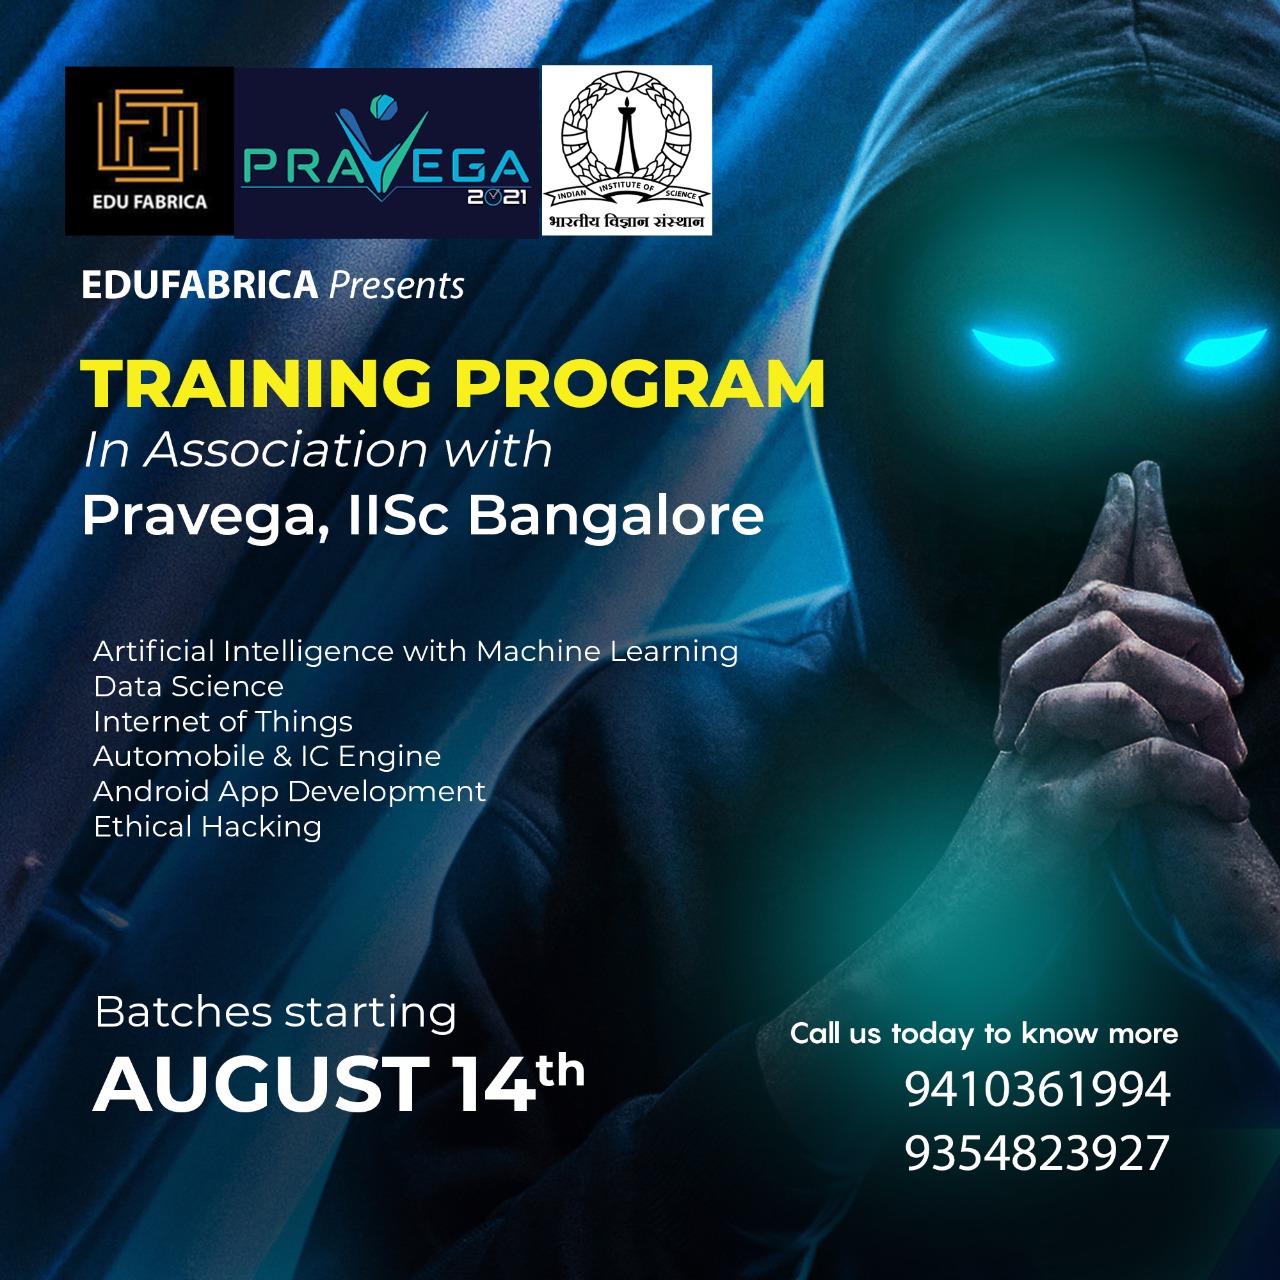 EDU FABRICA
PRAVEGA
2021
INDIAN INSTITUTE OF SCIENCE
भारतीय विज्ञान संस्थान
EDUFABRICA Presents
TRAINING PROGRAM
In Association with
Pravega, IISc Bangalore
Artificial Intelligence with Machine Learning
Data Science
Internet of Things
Automobile & IC Engine
Android App Development
Ethical Hacking
Batches starting
AUGUST 14th
Call us today to know more
9410361994
9354823927